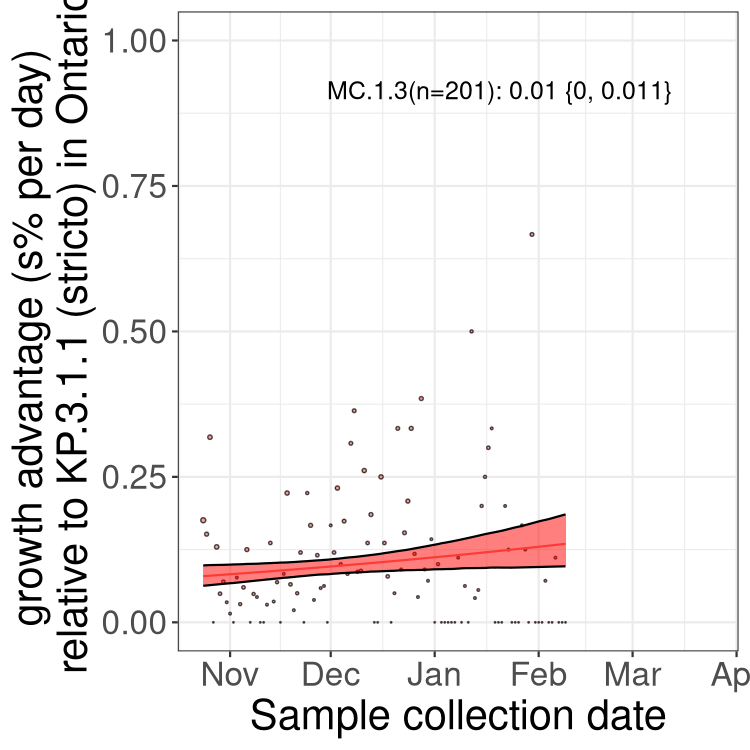 growth advantage (s% per day)
relative to KP.3.1.1 (stricto) in Ontario
1.00
0.75
0.50
0.25
0.00
MC.1.3(n=201): 0.01 {0, 0.011}
Nov Dec Jan Feb Mar Ap
Sample collection date